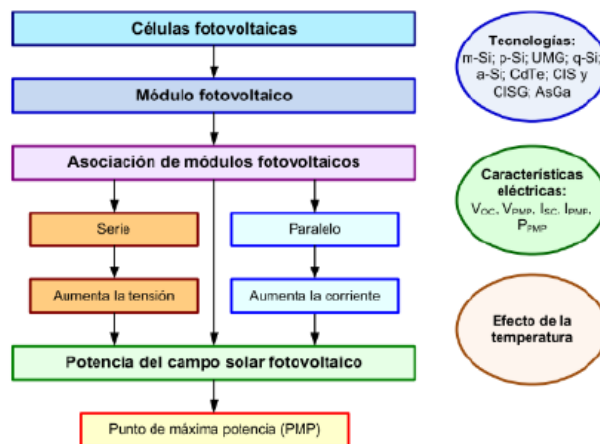 Células fotovoltaicas
Módulo fotovoltaico
Asociación de módulos fotovoltaicos
Serie
Paralelo
Aumenta la tensión
Aumenta la corriente
Potencia del campo solar fotovoltaico
Punto de máxima potencia (PMP)
Tecnologías:
m-Si; p-Si; UMG; q-Si;
a-Si; CdTe; CIS y
CISG; AsGa
Características
eléctricas:
VOC, VPMP, ISC, IPMP,
PPMP
Efecto de la
temperatura